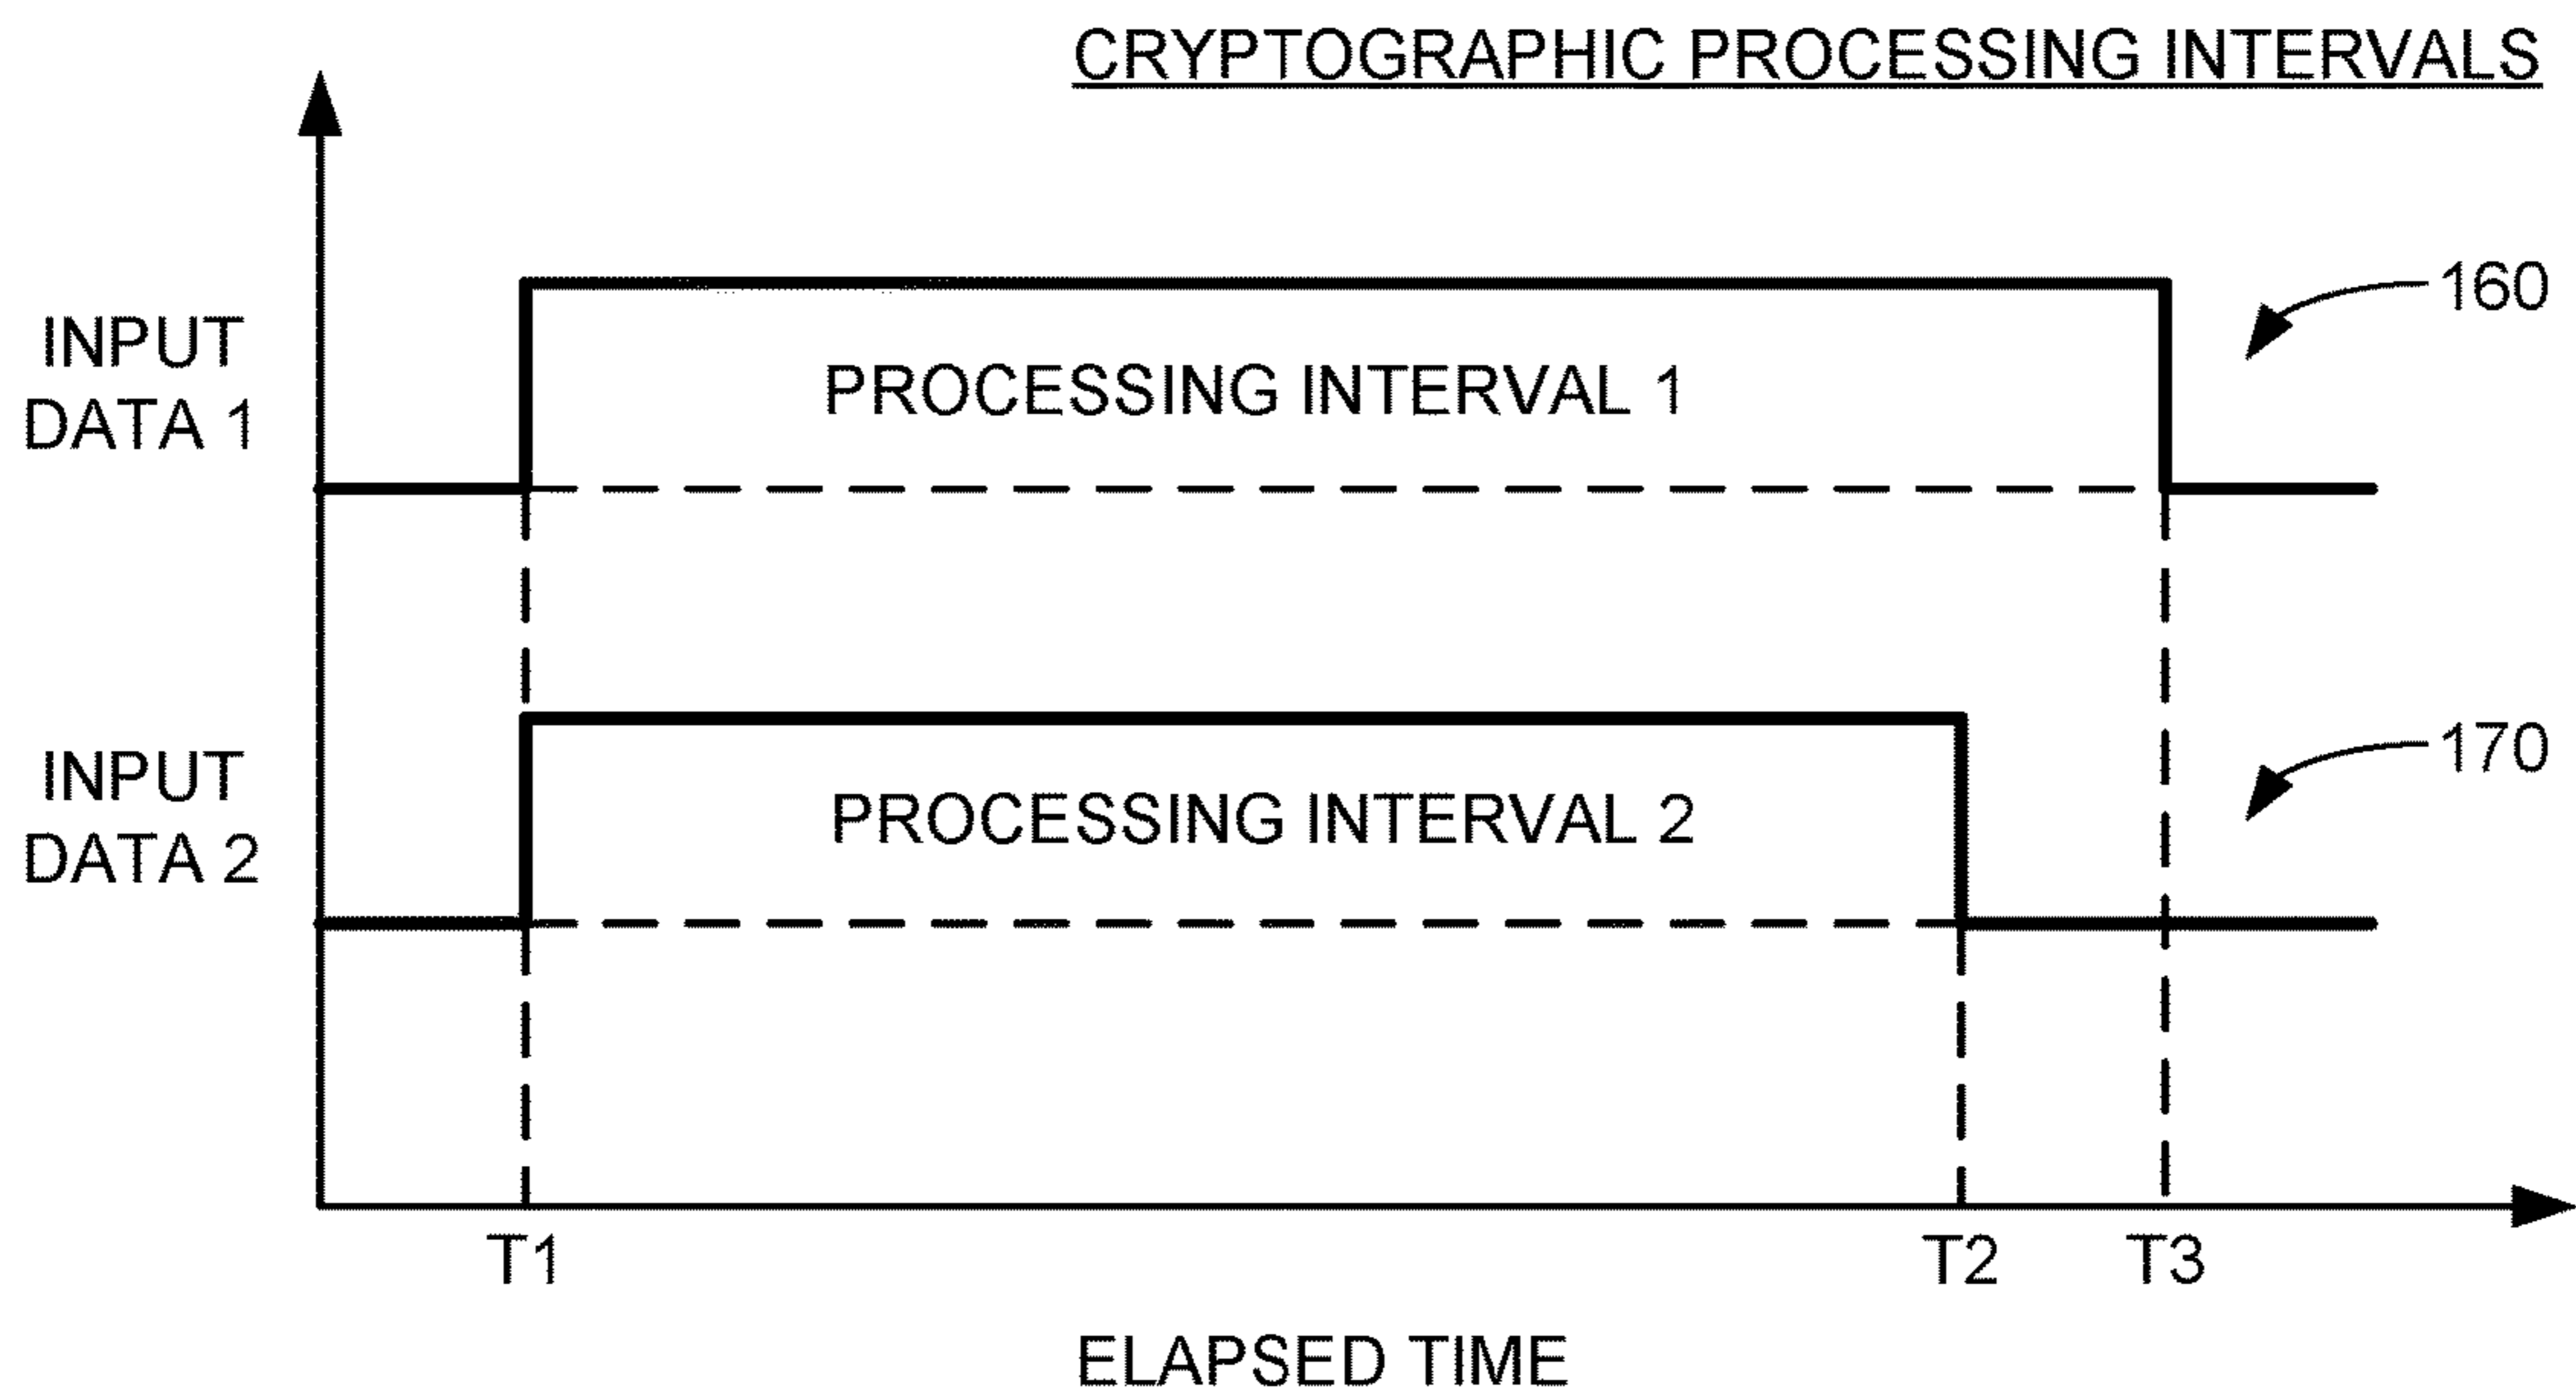 CRYPTOGRAPHIC PROCESSING INTERVALS
160
INPUT
DATA 1
PROCESSING INTERVAL 1
170
INPUT
DATA 2
PROCESSING INTERVAL 2
T1
T2
T3
ELAPSED TIME